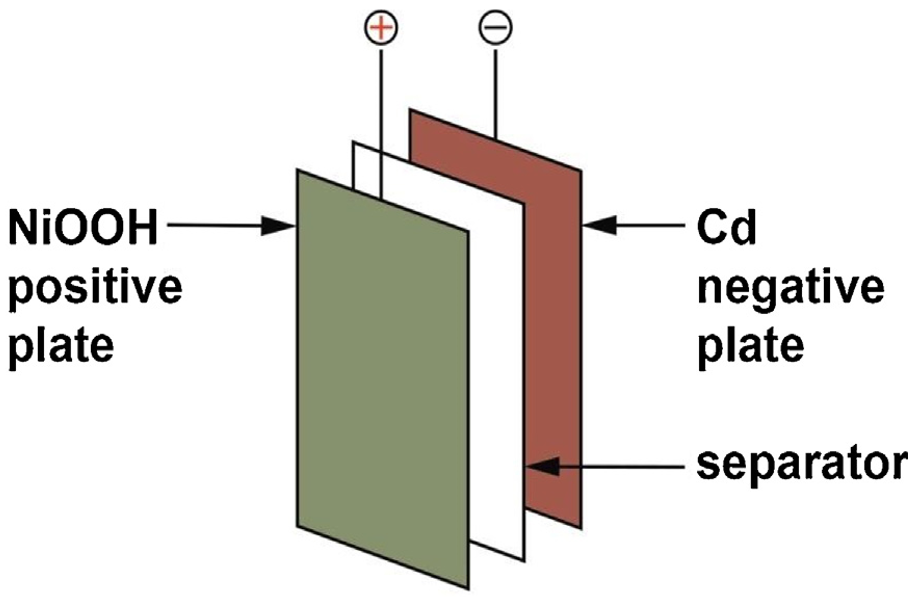 +
−
NiOOH
positive
plate
Cd
negative
plate
separator